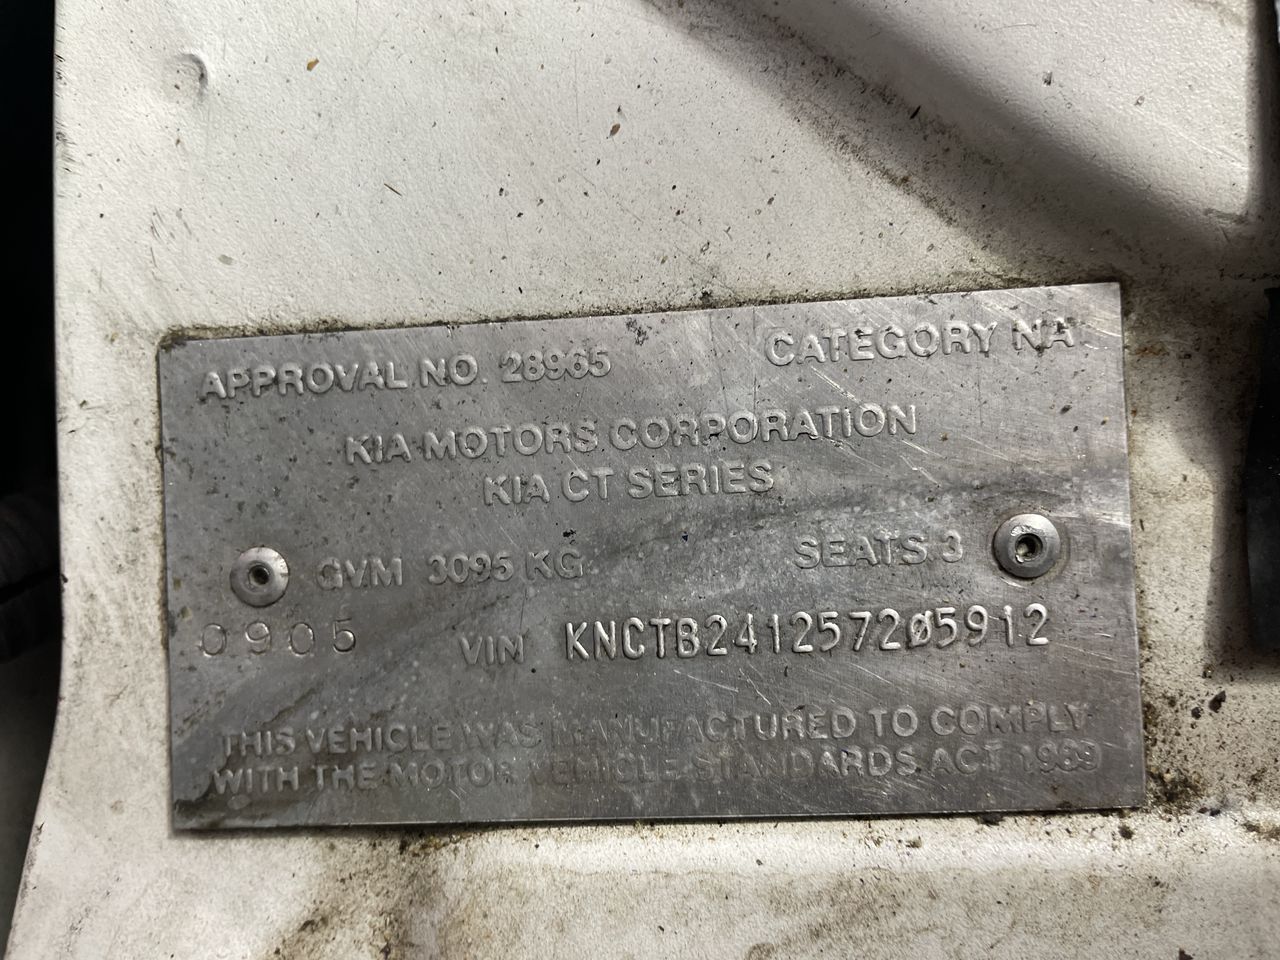 APPROVAL NO. 28965 CATEGORY NA
KIA MOTORS CORPORATION
KIA CT SERIES
GVM 3095 KG SEATS 3
0905 VIN KNCTB241257205912
THIS VEHICLE WAS MANUFACTURED TO COMPLY
WITH THE MOTOR VEHICLE STANDARDS ACT 1989